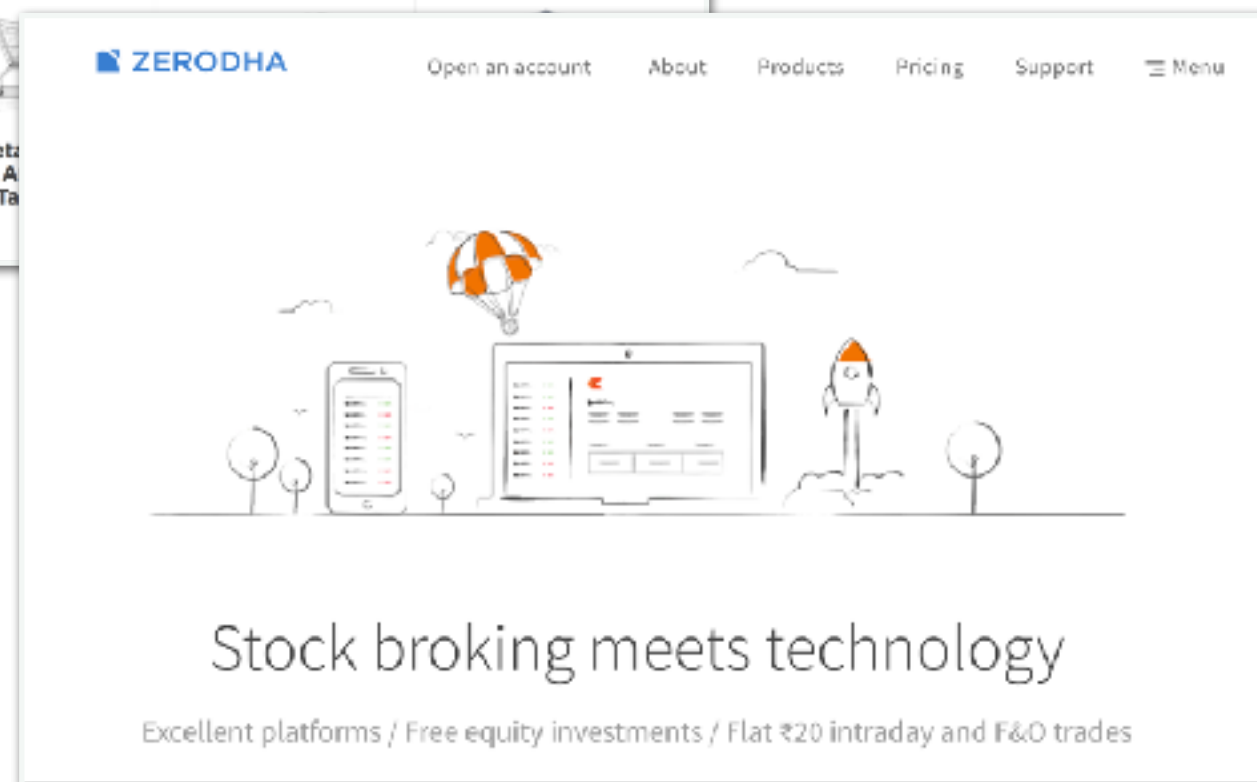 ZERODHA
Open an account About Products Pricing Support Menu
Stock broking meets technology
Excellent platforms / Free equity investments / Flat ₹20 intraday and F&O trades